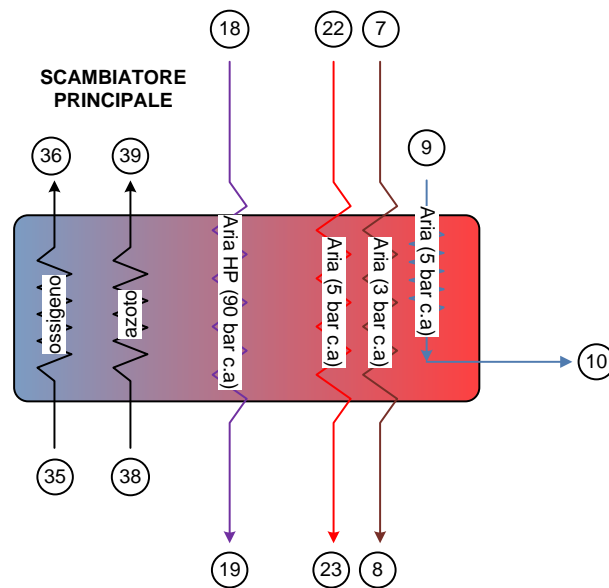 18
22
7
SCAMBIATORE
PRINCIPALE
36
39
9
ossigeno
azoto
Aria HP (90 bar c.a)
Aria (5 bar c.a)
Aria (3 bar c.a)
Aria (5 bar c.a)
10
35
38
19
23
8